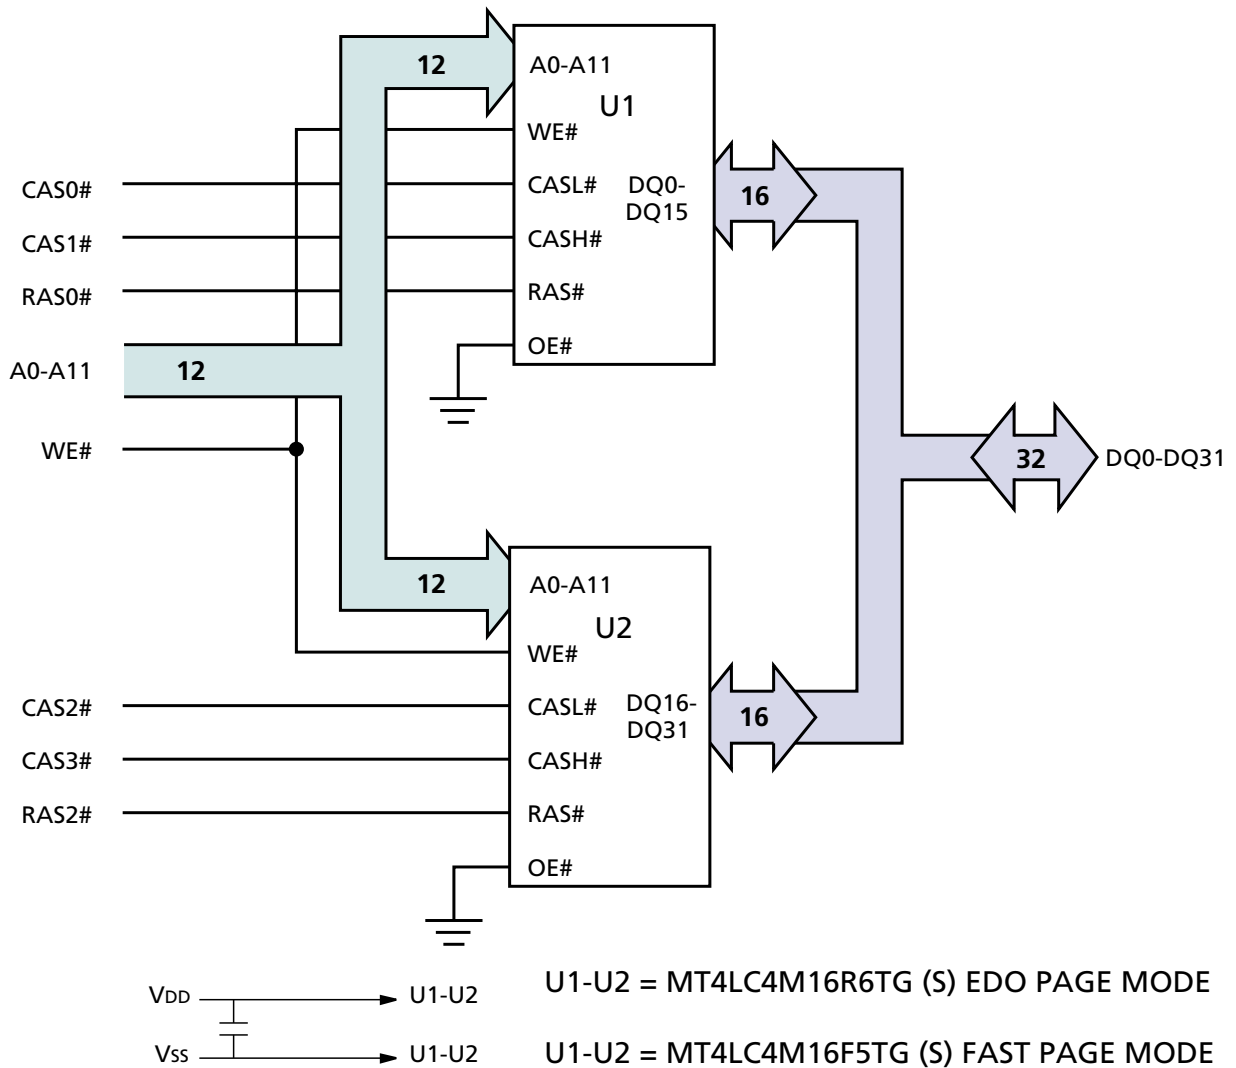 12
A0-A11
U1
WE#
CAS0#
CASL#
DQ0-
DQ15
16
CAS1#
CASH#
RAS0#
RAS#
OE#
A0-A11
12
WE#
32
DQ0-DQ31
12
A0-A11
U2
WE#
CAS2#
CASL#
DQ16-
DQ31
16
CAS3#
CASH#
RAS2#
RAS#
OE#
VDD
U1-U2
U1-U2 = MT4LC4M16R6TG (S) EDO PAGE MODE
VSS
U1-U2
U1-U2 = MT4LC4M16F5TG (S) FAST PAGE MODE